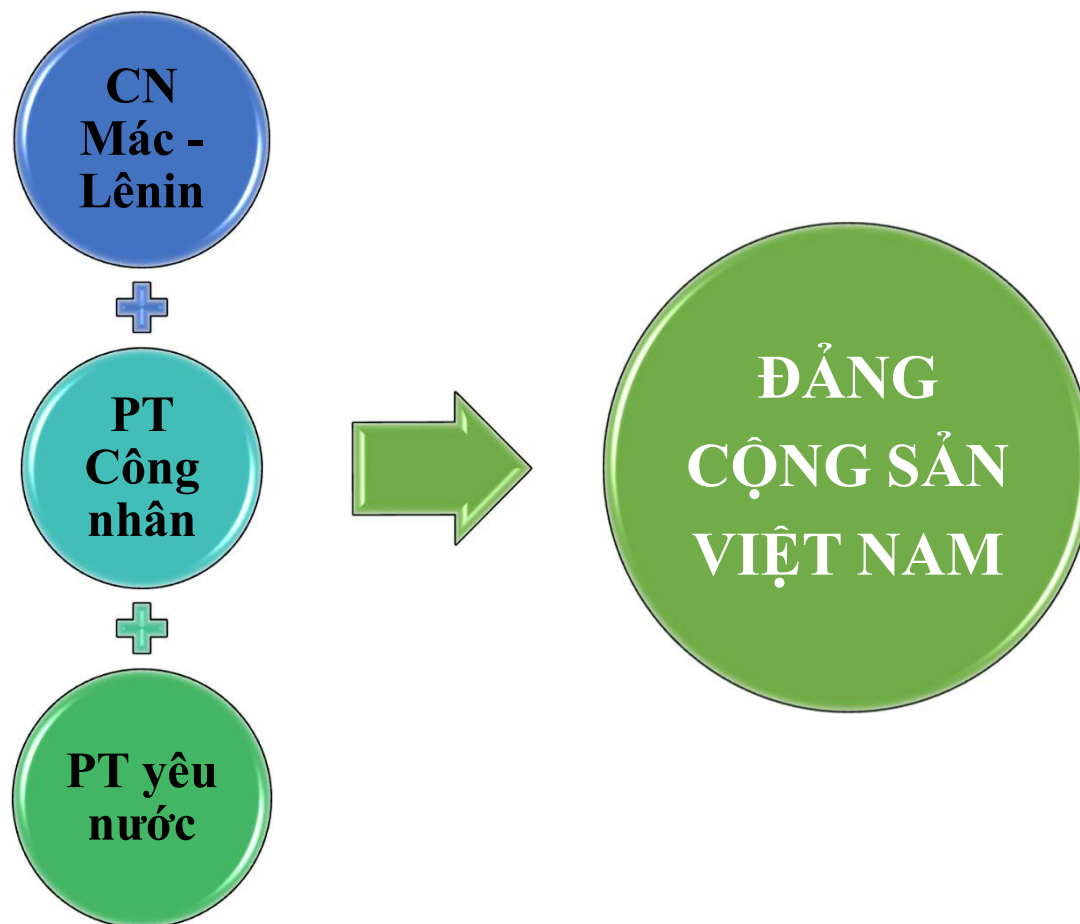 CN
Mác -
Lênin
PT
Công
nhân
PT yêu
nước
ĐẢNG
CỘNG SẢN
VIỆT NAM